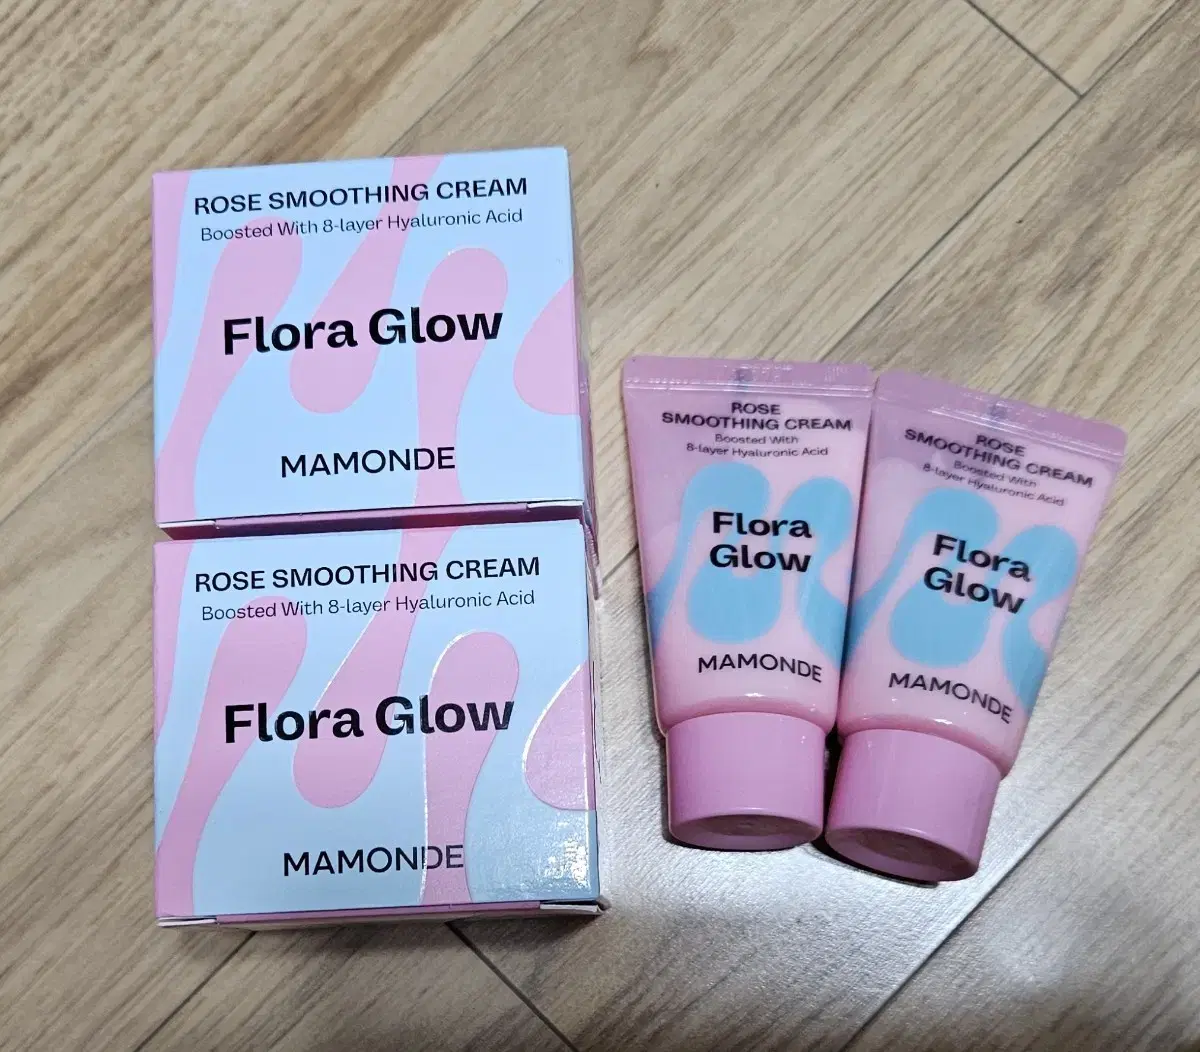 ROSE SMOOTHING CREAM
Boosted With 8-layer Hyaluronic Acid
Flora Glow
MAMONDE
ROSE SMOOTHING CREAM
Boosted With 8-layer Hyaluronic Acid
Flora Glow
MAMONDE
ROSE
SMOOTHING CREAM
Boosted With
8-layer Hyaluronic Acid
Flora
Glow
MAMONDE
ROSE
SMOOTHING CREAM
Boosted With
8-layer Hyaluronic Acid
Flora
Glow
MAMONDE